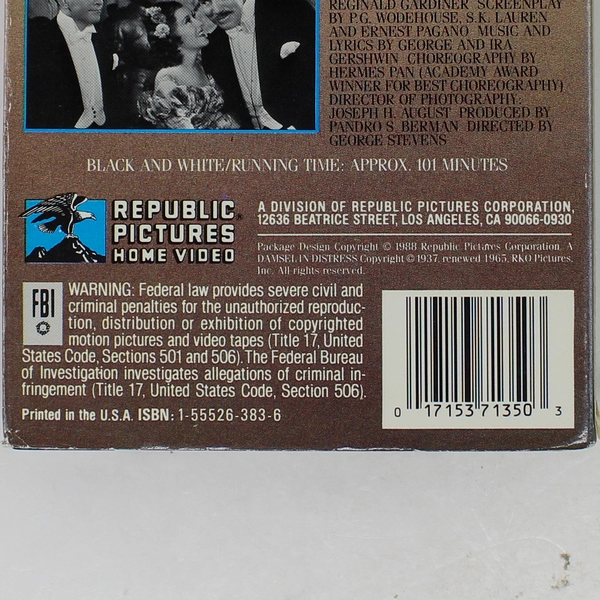 REGINALD GARDINER SCREENPLAY
BY P.G. WODEHOUSE, S.K. LAUREN
AND ERNEST PAGANO MUSIC AND
LYRICS BY GEORGE AND IRA
GERSHWIN CHOREOGRAPHY BY
HERMES PAN (ACADEMY AWARD
WINNER FOR BEST CHOREOGRAPHY)
DIRECTOR OF PHOTOGRAPHY:
JOSEPH H. AUGUST PRODUCED BY
PANDRO S. BERMAN DIRECTED BY
GEORGE STEVENS
BLACK AND WHITE/RUNNING TIME: APPROX. 101 MINUTES
REPUBLIC
PICTURES
HOME VIDEO
A DIVISION OF REPUBLIC PICTURES CORPORATION,
12636 BEATRICE STREET, LOS ANGELES, CA 90066-0930
Package Design Copyright © 1988 Republic Pictures Corporation. A
DAMSEL IN DISTRESS Copyright © 1937, renewed 1965, RKO Pictures,
Inc. All rights reserved.
FBI
WARNING: Federal law provides severe civil and
criminal penalties for the unauthorized reproduc-
tion, distribution or exhibition of copyrighted
motion pictures and video tapes (Title 17, United
States Code, Sections 501 and 506). The Federal Bureau
of Investigation investigates allegations of criminal in-
fringement (Title 17, United States Code, Section 506).
Printed in the U.S.A. ISBN: 1-55526-383-6
0 17153 71350 3